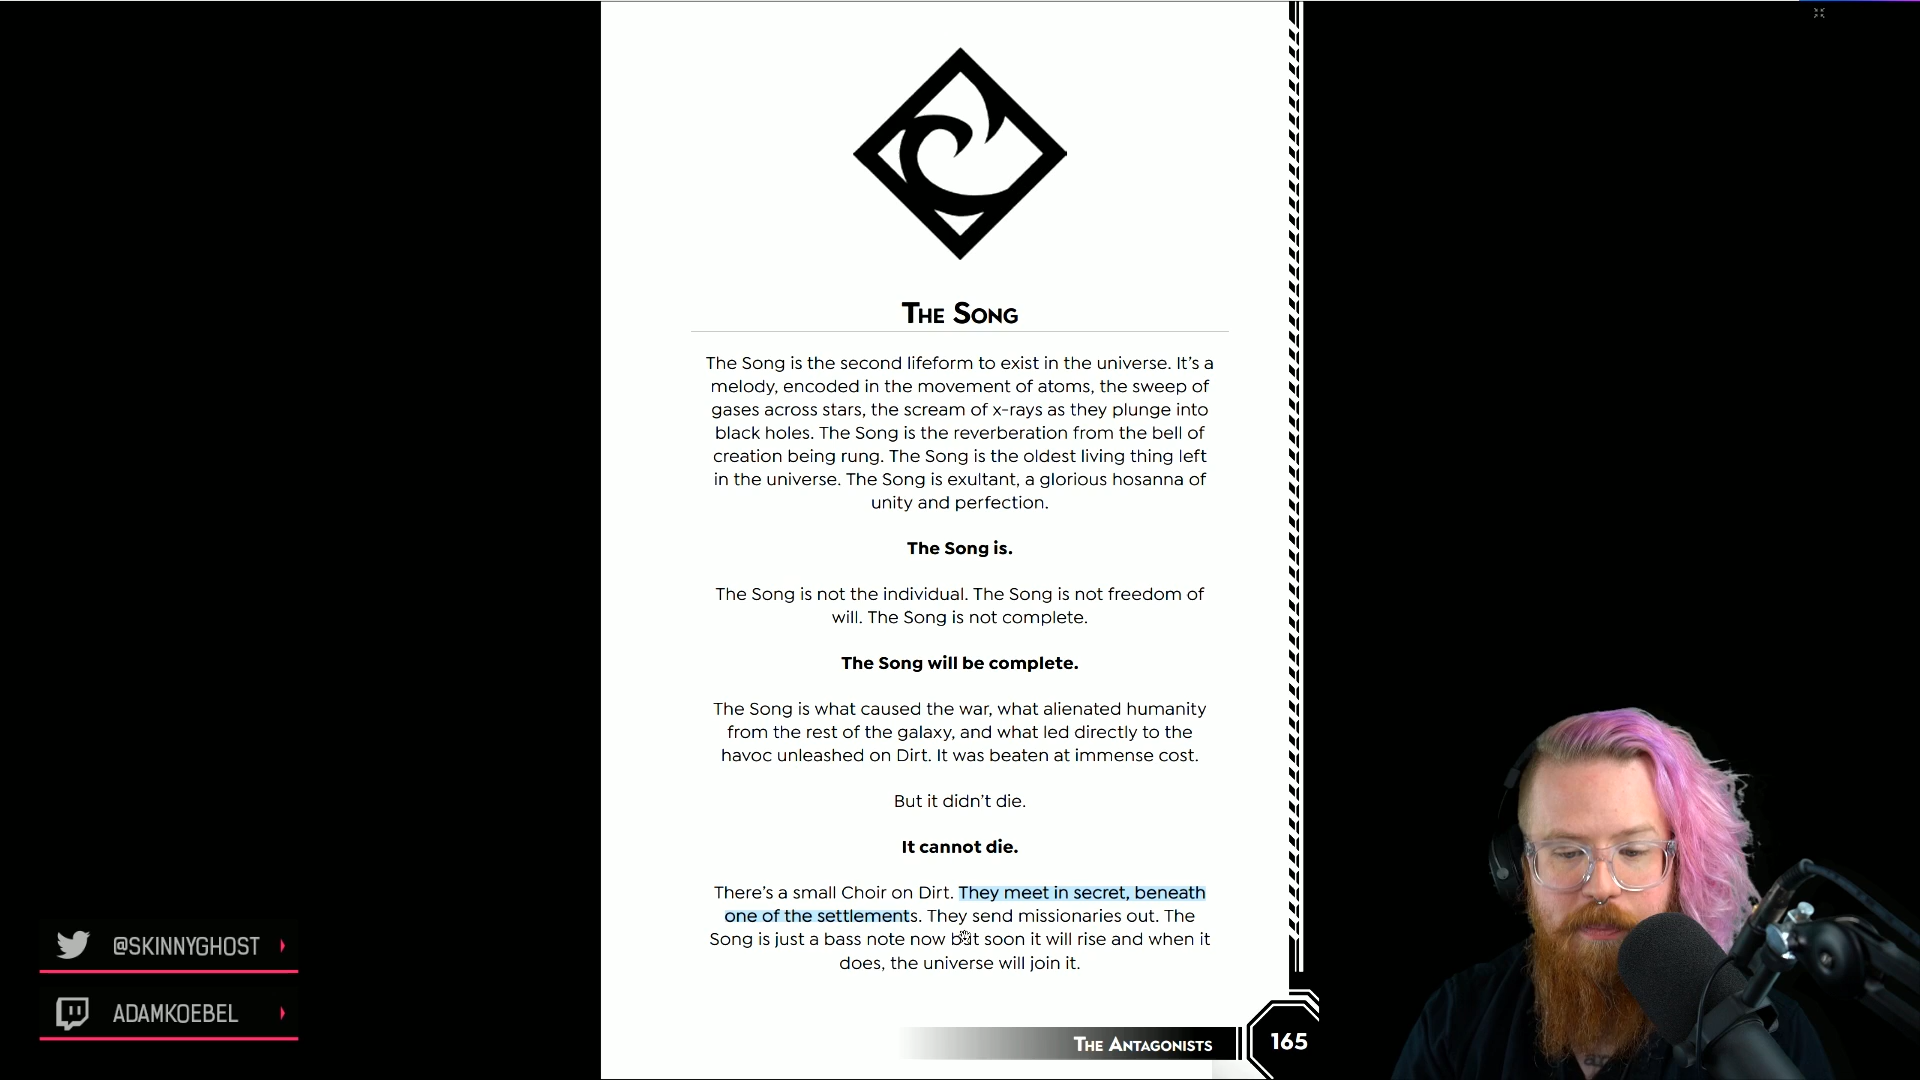 The Song
The Song is the second lifeform to exist in the universe. It's a
melody, encoded in the movement of atoms, the sweep of
gases across stars, the scream of x-rays as they plunge into
black holes. The Song is the reverberation from the bell of
creation being rung. The Song is the oldest living thing left
in the universe. The Song is exultant, a glorious hosanna of
unity and perfection.
The Song is.
The Song is not the individual. The Song is not freedom of
will. The Song is not complete.
The Song will be complete.
The Song is what caused the war, what alienated humanity
from the rest of the galaxy, and what led directly to the
havoc unleashed on Dirt. It was beaten at immense cost.
But it didn't die.
It cannot die.
There's a small Choir on Dirt. They meet in secret, beneath
one of the settlements. They send missionaries out. The
Song is just a bass note now but soon it will rise and when it
does, the universe will join it.
The Antagonists
165
@SKINNYGHOST
ADAMKOEBEL